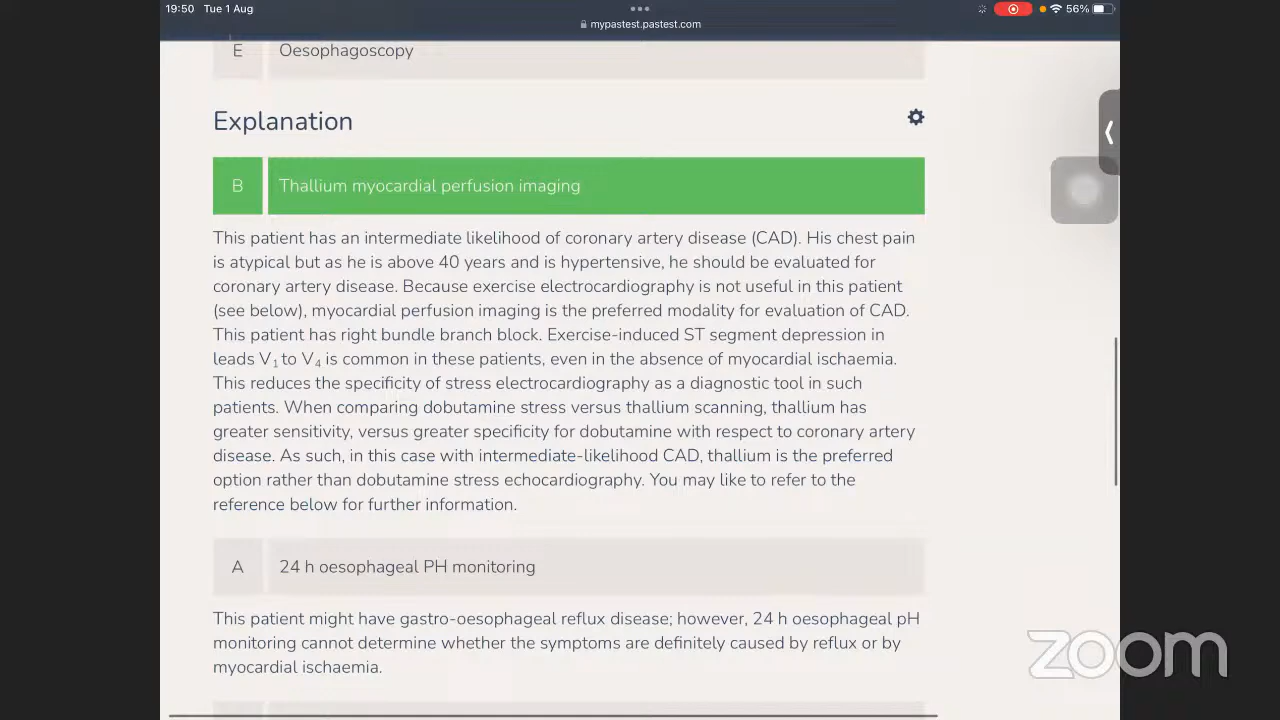 19:50 Tue 1 Aug
56%
mypastest.pastest.com
E Oesophagoscopy
Explanation
B Thallium myocardial perfusion imaging
This patient has an intermediate likelihood of coronary artery disease (CAD). His chest pain
is atypical but as he is above 40 years and is hypertensive, he should be evaluated for
coronary artery disease. Because exercise electrocardiography is not useful in this patient
(see below), myocardial perfusion imaging is the preferred modality for evaluation of CAD.
This patient has right bundle branch block. Exercise-induced ST segment depression in
leads V1 to V4 is common in these patients, even in the absence of myocardial ischaemia.
This reduces the specificity of stress electrocardiography as a diagnostic tool in such
patients. When comparing dobutamine stress versus thallium scanning, thallium has
greater sensitivity, versus greater specificity for dobutamine with respect to coronary artery
disease. As such, in this case with intermediate-likelihood CAD, thallium is the preferred
option rather than dobutamine stress echocardiography. You may like to refer to the
reference below for further information.
A 24 h oesophageal PH monitoring
This patient might have gastro-oesophageal reflux disease; however, 24 h oesophageal pH
monitoring cannot determine whether the symptoms are definitely caused by reflux or by
myocardial ischaemia.
zoom